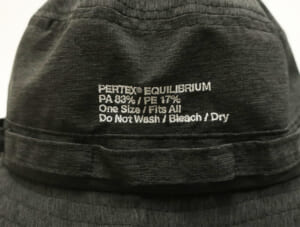 PERTEX® EQUILIBRIUM
PA 83% / PE 17%
One Size / Fits All
Do Not Wash / Bleach / Dry